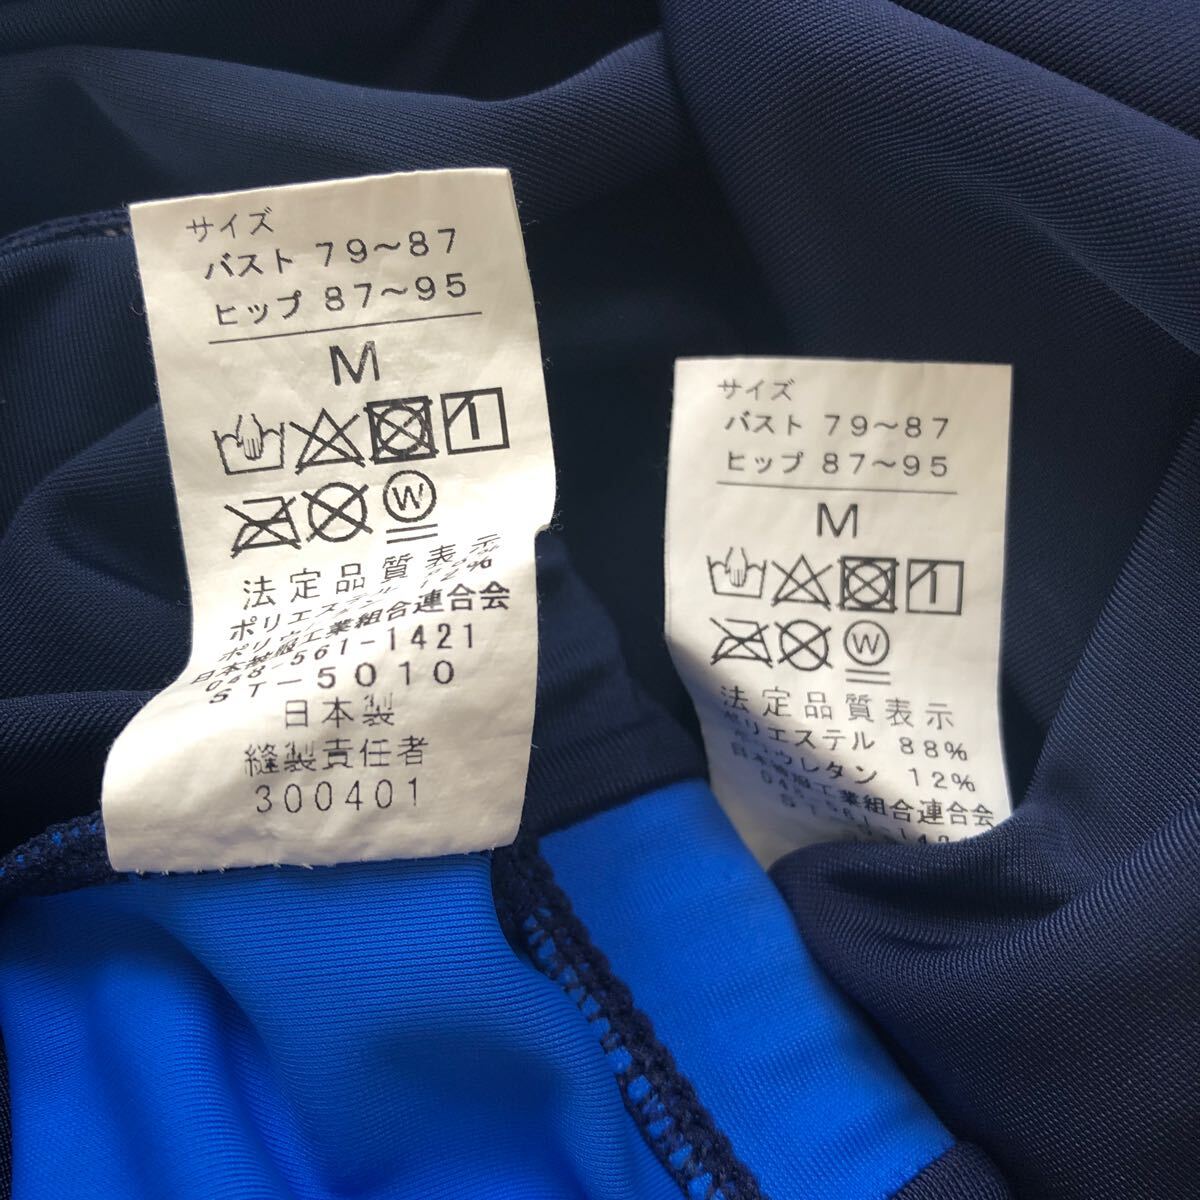 サイズ
バスト 79〜87
ヒップ 87〜95
M
W
法定品質表示
ポリエステル
12%
日本被服工業組合連合会
048-561-1421
ST-5010
日本製
縫製責任者
300401
サイズ
バスト 79〜87
ヒップ 87〜95
M
W
法定品質表示
ポリエステル 88%
ポリウレタン 12%
日本被服工業組合連合会